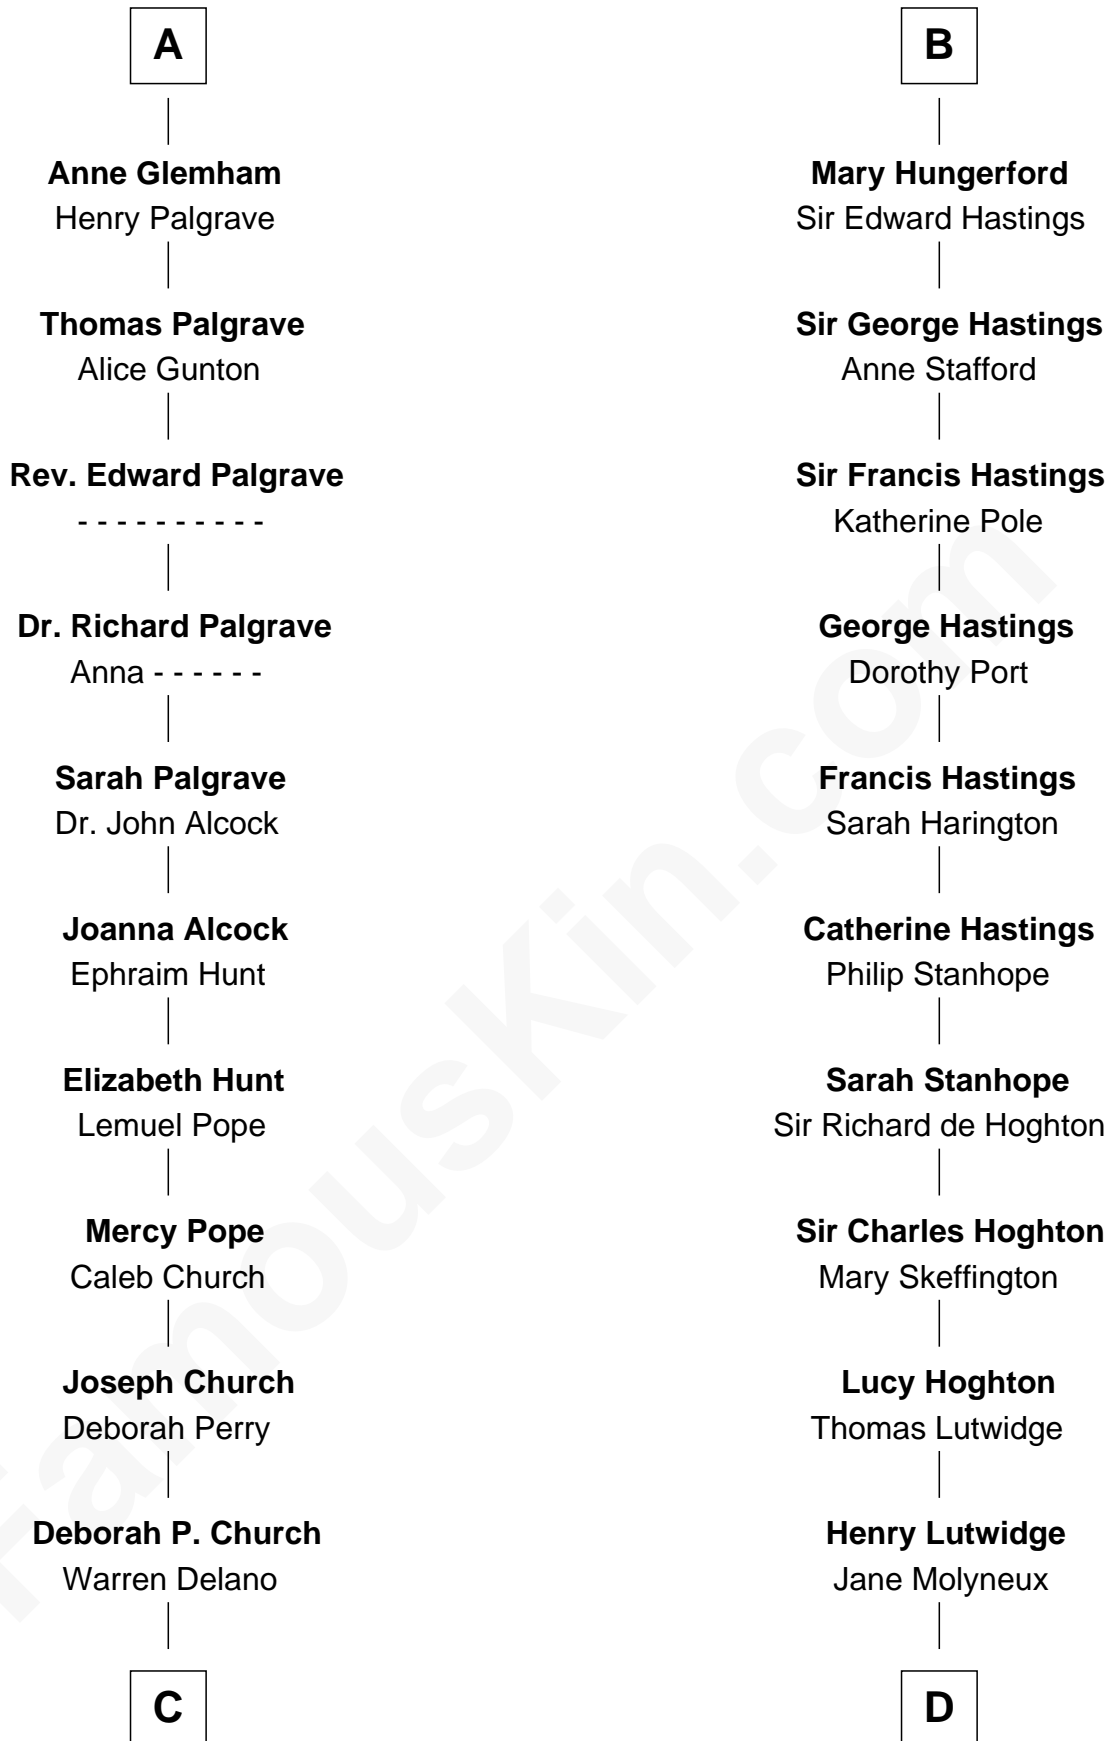 A
Anne Glemham
Henry Palgrave
Thomas Palgrave
Alice Gunton
Rev. Edward Palgrave
- - - - - - - - - -
Dr. Richard Palgrave
Anna - - - - - -
Sarah Palgrave
Dr. John Alcock
Joanna Alcock
Ephraim Hunt
Elizabeth Hunt
Lemuel Pope
Mercy Pope
Caleb Church
Joseph Church
Deborah Perry
Deborah P. Church
Warren Delano
C
B
Mary Hungerford
Sir Edward Hastings
Sir George Hastings
Anne Stafford
Sir Francis Hastings
Katherine Pole
George Hastings
Dorothy Port
Francis Hastings
Sarah Harington
Catherine Hastings
Philip Stanhope
Sarah Stanhope
Sir Richard de Hoghton
Sir Charles Hoghton
Mary Skeffington
Lucy Hoghton
Thomas Lutwidge
Henry Lutwidge
Jane Molyneux
D
FamousKin.com